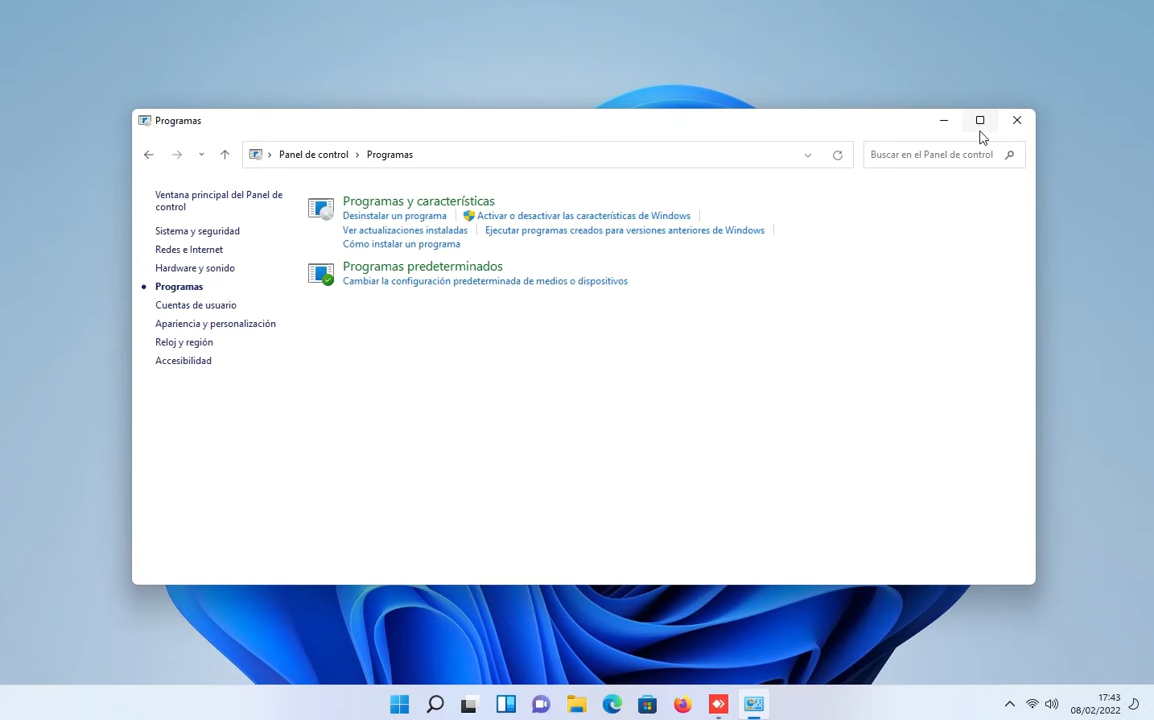 Programas
Panel de control > Programas
Buscar en el Panel de control
Ventana principal del Panel de
control
Sistema y seguridad
Redes e Internet
Hardware y sonido
Programas
Cuentas de usuario
Apariencia y personalización
Reloj y región
Accesibilidad
Programas y características
Desinstalar un programa
Activar o desactivar las características de Windows
Ver actualizaciones instaladas
Ejecutar programas creados para versiones anteriores de Windows
Cómo instalar un programa
Programas predeterminados
Cambiar la configuración predeterminada de medios o dispositivos
17:43
08/02/2022